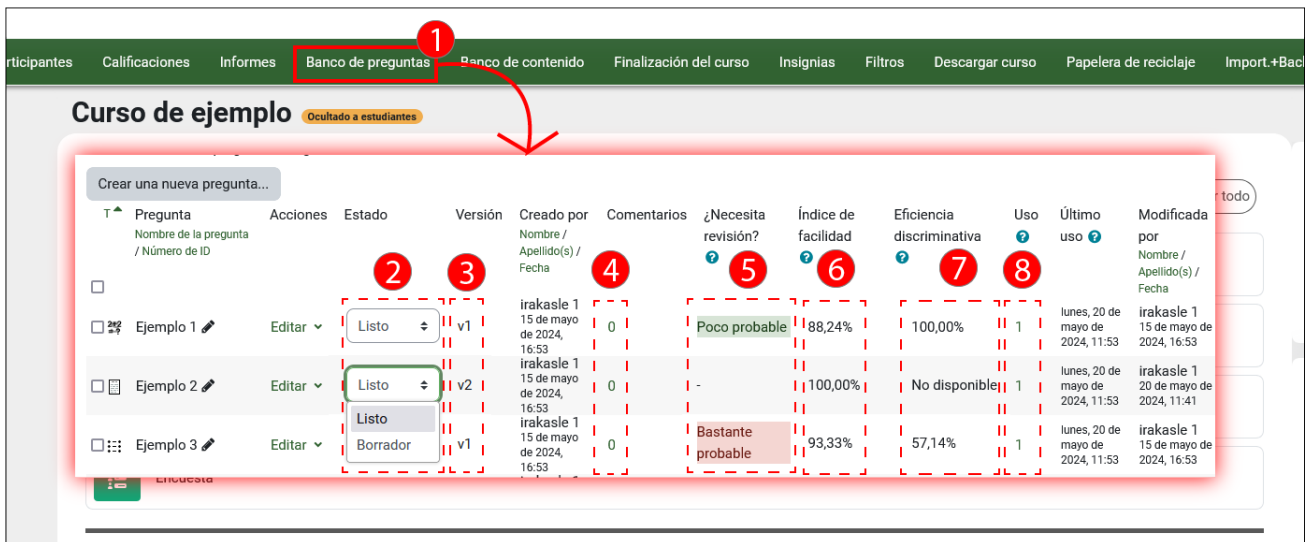 1
rticipantes Calificaciones Informes Banco de preguntas Banco de contenido Finalización del curso Insignias Filtros Descargar curso Papelera de reciclaje Import.+Bac
Curso de ejemplo Ocultado a estudiantes
Crear una nueva pregunta...
r todo
T Pregunta Acciones Estado Versión Creado por Comentarios ¿Necesita Índice de Eficiencia Uso Último Modificada
Nombre de la pregunta Nombre / revisión? facilidad discriminativa ? uso ? por
/ Número de ID Apellido(s) / ? ? ? Nombre /
Fecha Apellido(s) /
2 3 4 5 6 7 8 Fecha
irakasle 1 lunes, 20 de irakasle 1
Ejemplo 1 Editar Listo v1 15 de mayo 0 Poco probable 88,24% 100,00% 1 mayo de 15 de mayo
de 2024, 2024, 11:53 de
16:53 2024, 16:53
irakasle 1 lunes, 20 de irakasle 1
Ejemplo 2 Editar Listo v2 15 de mayo 0 - 100,00% No disponible 1 mayo de 20 de mayo de
de 2024, 2024, 11:53 2024, 11:41
16:53
Listo
irakasle 1 Bastante lunes, 20 de irakasle 1
Ejemplo 3 Editar Borrador v1 15 de mayo 0 probable 93,33% 57,14% 1 mayo de 15 de mayo de
de 2024, 2024, 11:53 2024, 16:53
16:53
Encuesta